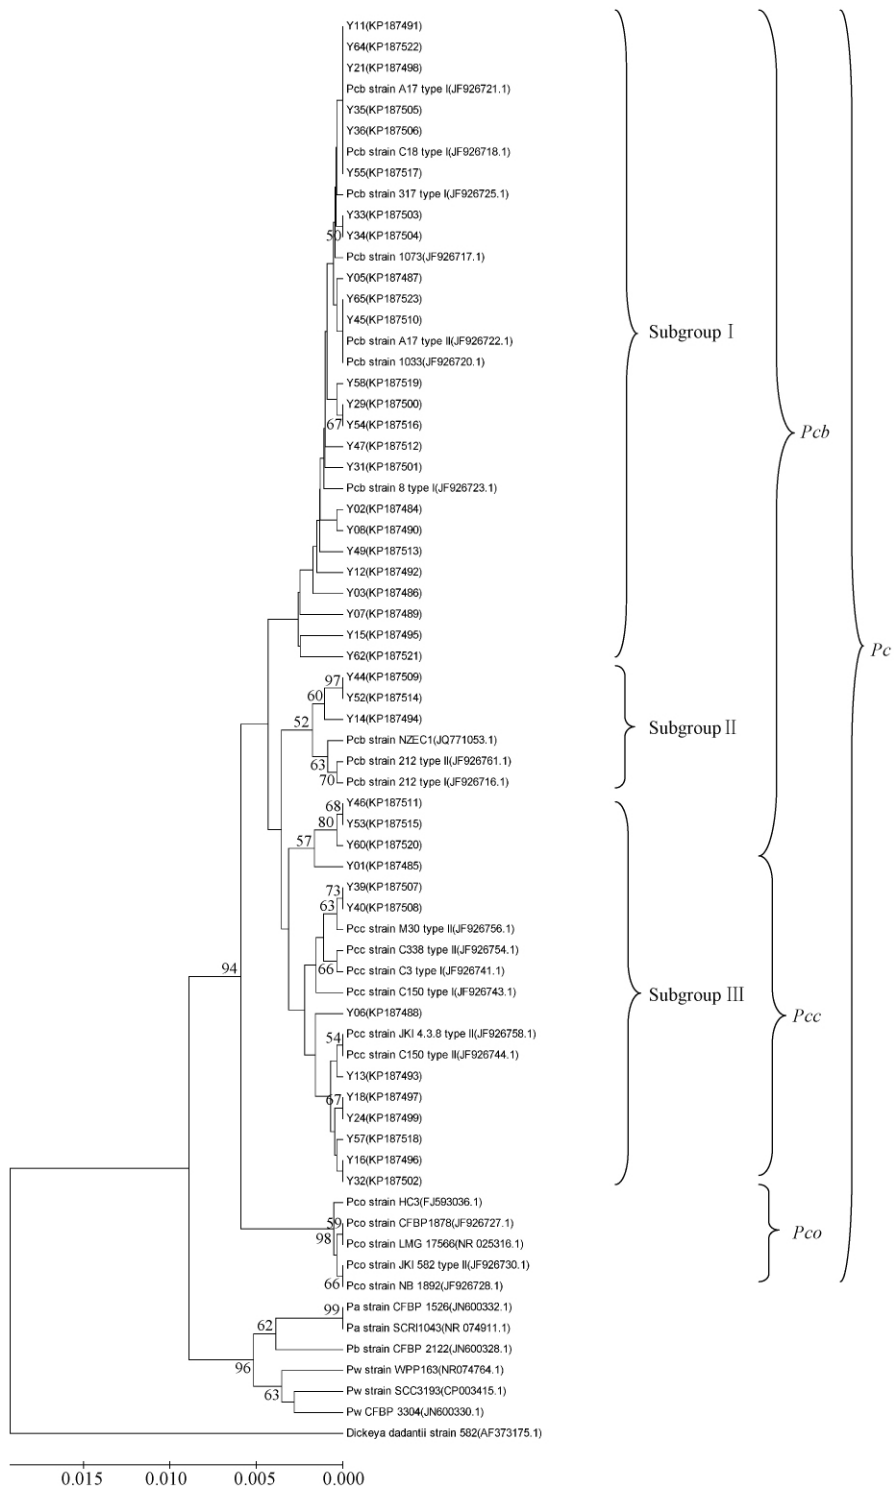 Y11(KP187491)
Y64(KP187522)
Y21(KP187498)
Pcb strain A17 type I(JF926721.1)
Y35(KP187505)
Y36(KP187506)
Pcb strain C18 type I(JF926718.1)
Y55(KP187517)
Pcb strain 317 type I(JF926725.1)
Y33(KP187503)
50 Y34(KP187504)
Pcb strain 1073(JF926717.1)
Y05(KP187487)
Y65(KP187523)
Y45(KP187510)
Subgroup Ⅰ
Pcb strain A17 type II(JF926722.1)
Pcb strain 1033(JF926720.1)
Y58(KP187519)
Y29(KP187500)
67 Y54(KP187516)
Pcb
Y47(KP187512)
Y31(KP187501)
Pcb strain 8 type I(JF926723.1)
Y02(KP187484)
Y08(KP187490)
Y49(KP187513)
Y12(KP187492)
Y03(KP187486)
Y07(KP187489)
Y15(KP187495)
Pc
Y62(KP187521)
97 Y44(KP187509)
60 Y52(KP187514)
52 Y14(KP187494)
Subgroup Ⅱ
Pcb strain NZEC1(JQ771053.1)
63 Pcb strain 212 type II(JF926761.1)
70 Pcb strain 212 type I(JF926716.1)
68 Y46(KP187511)
80 Y53(KP187515)
57 Y60(KP187520)
Y01(KP187485)
73 Y39(KP187507)
63 Y40(KP187508)
Pcc strain M30 type II(JF926756.1)
Pcc strain C338 type II(JF926754.1)
94 66 Pcc strain C3 type I(JF926741.1)
Pcc strain C150 type I(JF926743.1)
Subgroup Ⅲ
Y06(KP187488)
Pcc
Pcc strain JKI 4.3.8 type II(JF926758.1)
54 Pcc strain C150 type II(JF926744.1)
Y13(KP187493)
67 Y18(KP187497)
Y24(KP187499)
Y57(KP187518)
Y16(KP187496)
Y32(KP187502)
Pco strain HC3(FJ593036.1)
59 Pco strain CFBP1878(JF926727.1)
Pco
98 Pco strain LMG 17566(NR 025316.1)
Pco strain JKI 582 type II(JF926730.1)
66 Pco strain NB 1892(JF926728.1)
99 Pa strain CFBP 1526(JN600332.1)
62 Pa strain SCRI1043(NR 074911.1)
Pb strain CFBP 2122(JN600328.1)
96 Pw strain WPP163(NR074764.1)
63 Pw strain SCC3193(CP003415.1)
Pw CFBP 3304(JN600330.1)
Dickeya dadantii strain 582(AF373175.1)
0.015 0.010 0.005 0.000